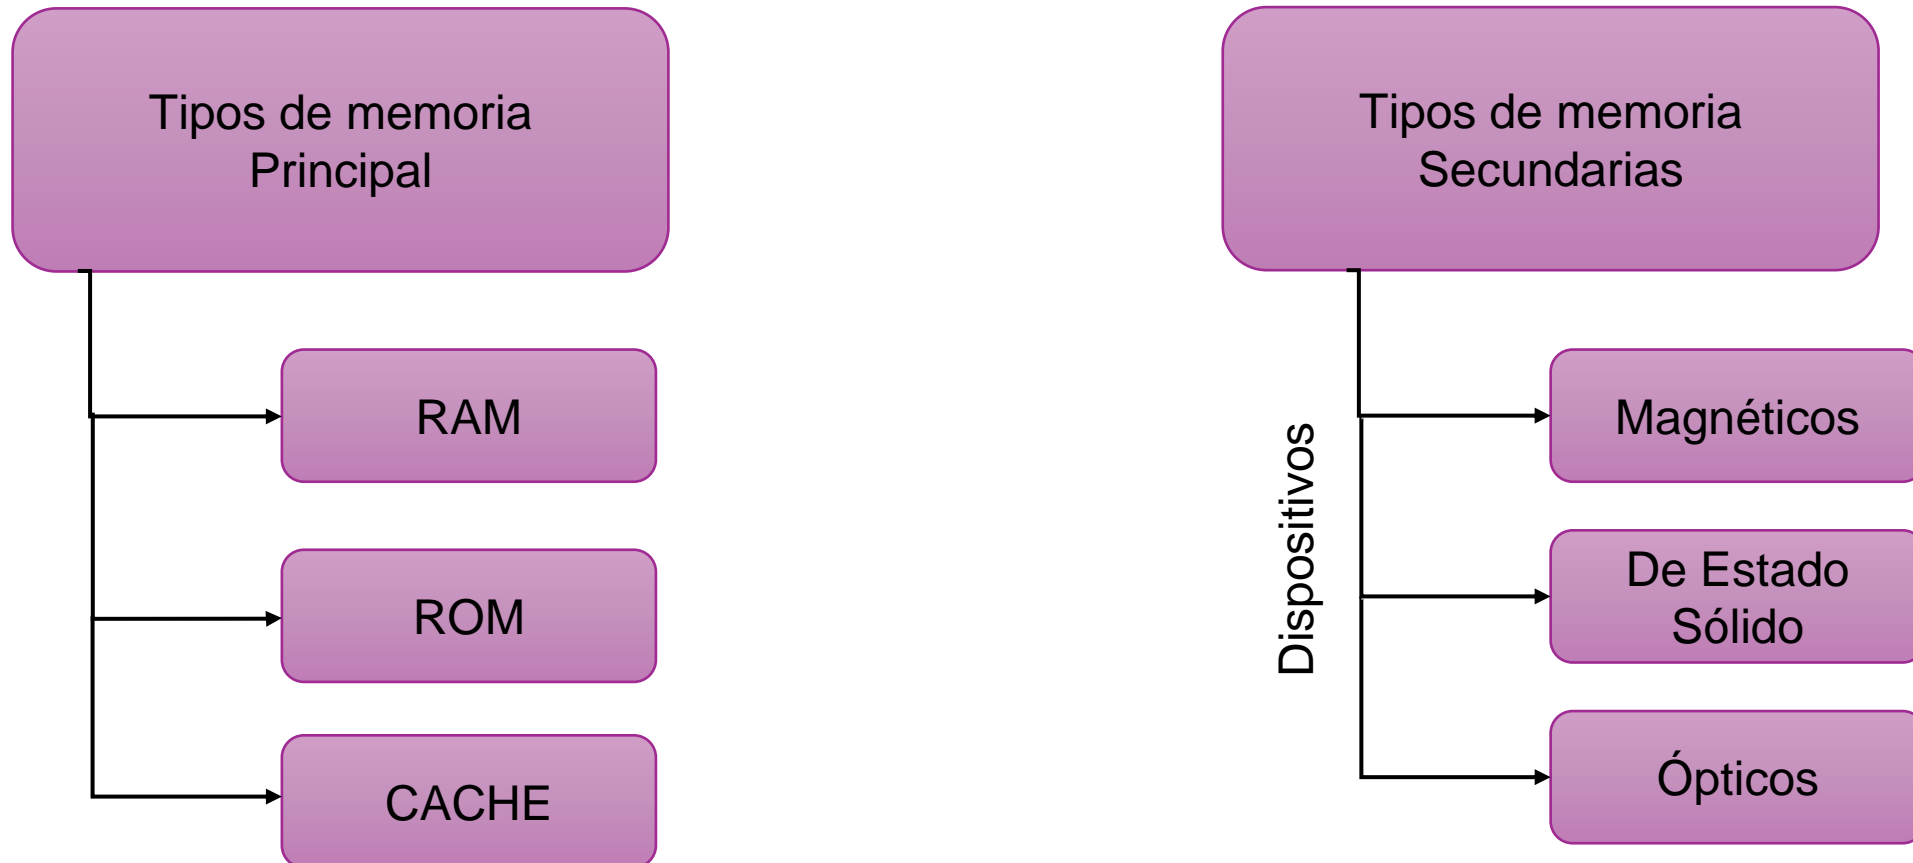 Tipos de memoria
Principal
RAM
ROM
CACHE
Tipos de memoria
Secundarias
Dispositivos
Magnéticos
De Estado
Sólido
Ópticos